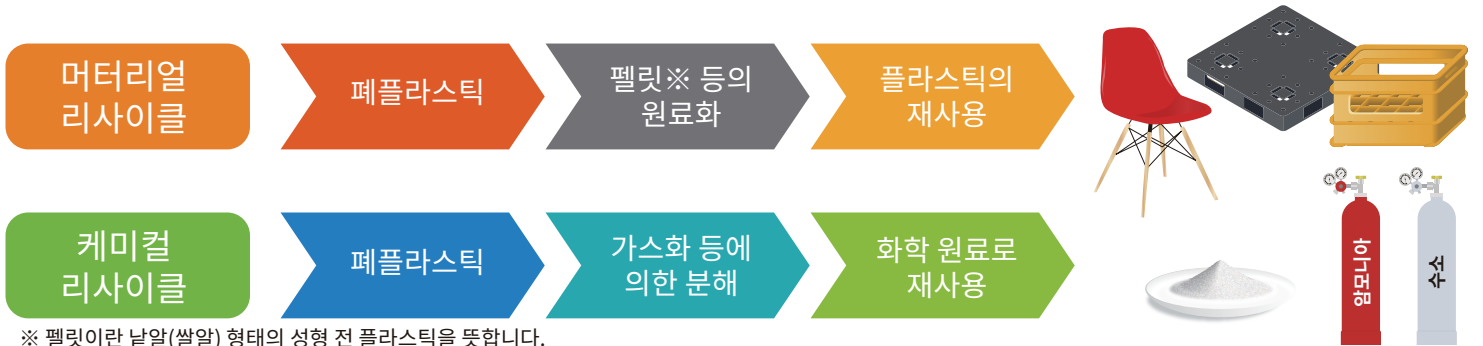 머터리얼
리사이클
폐플라스틱
펠릿※ 등의
원료화
플라스틱의
재사용
케미컬
리사이클
폐플라스틱
가스화 등에
의한 분해
화학 원료로
재사용
암모니아
수소
※ 펠릿이란 낱알(쌀알) 형태의 성형 전 플라스틱을 뜻합니다.